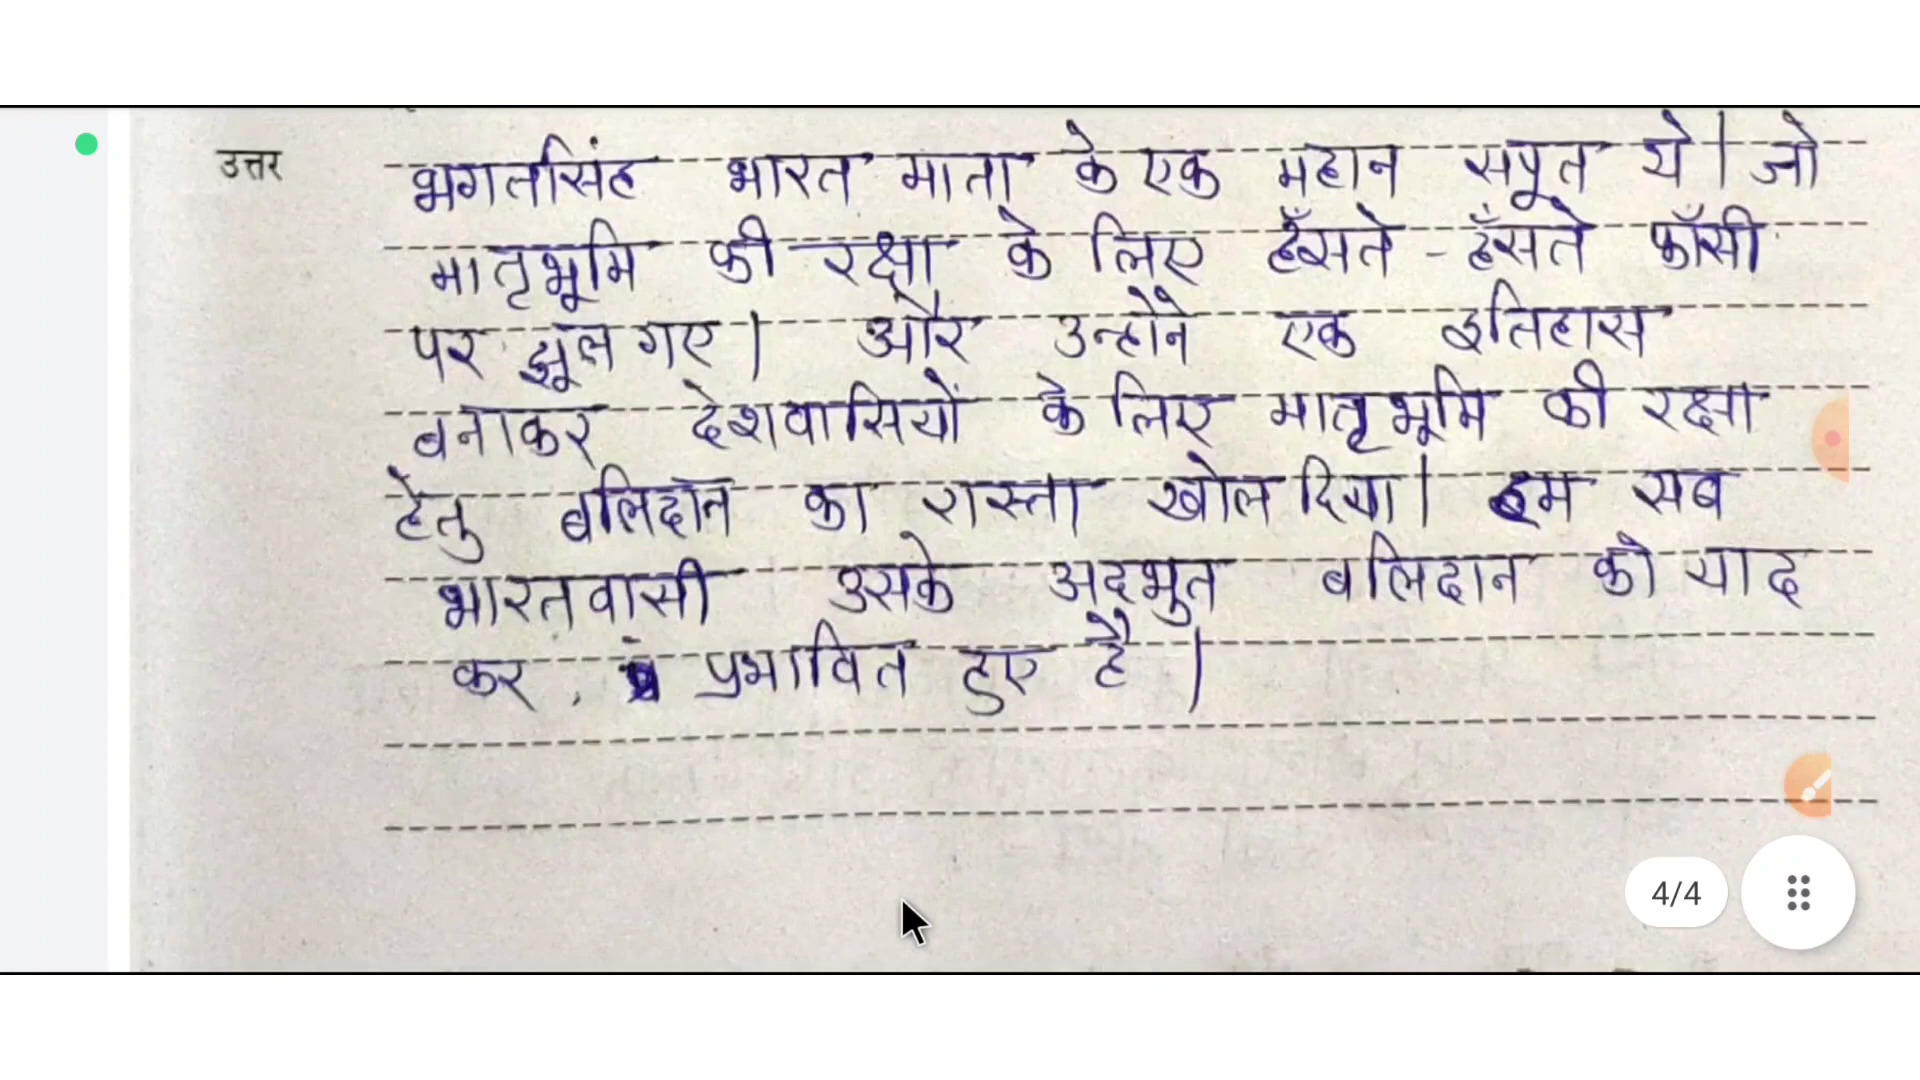 उत्तर भगतसिंह भारत माता के एक महान सपूत थे। जो
मातृभूमि की रक्षा के लिए हँसते - हँसते फाँसी
पर झूल गए। और उन्होने एक इतिहास
बनाकर देशवासियों के लिए मातृभूमि की रक्षा
हेतु बलिदान का रास्ता खोल दिया। हम सब
भारतवासी उसके अदभुत बलिदान को याद
कर, प्रभावित हुए है।
4/4